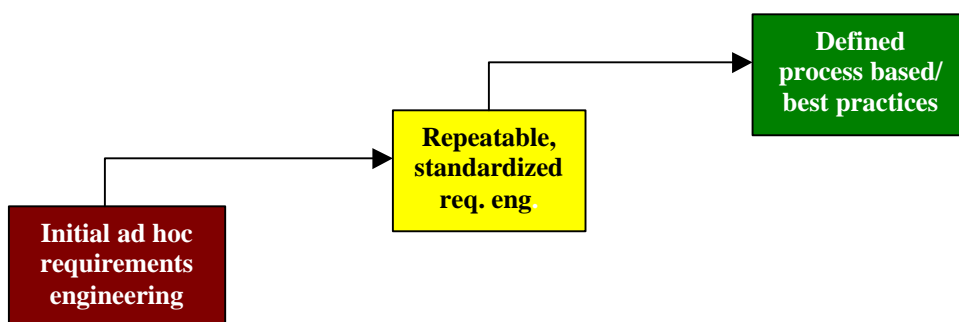 Defined
process based/
best practices
Repeatable,
standardized
req. eng.
Initial ad hoc
requirements
engineering